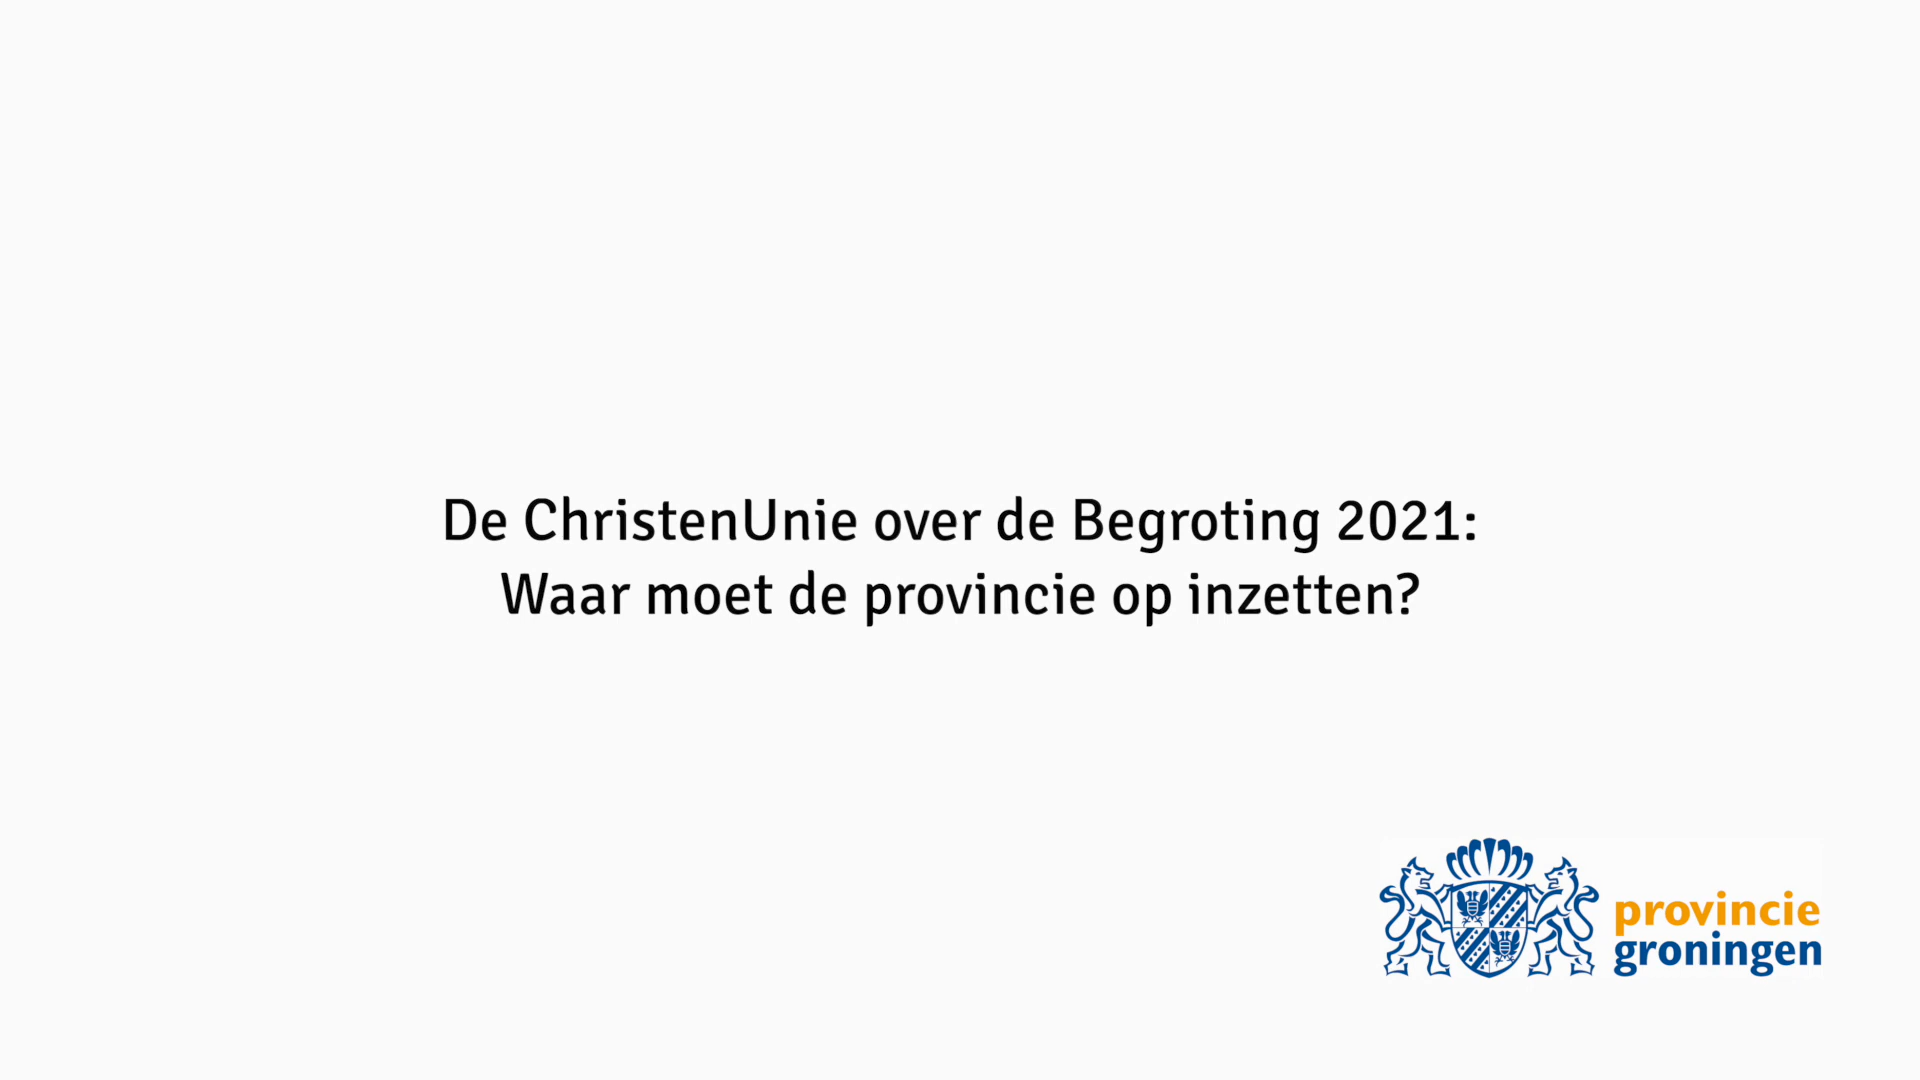 De ChristenUnie over de Begroting 2021:
Waar moet de provincie op inzetten?
provincie
groningen